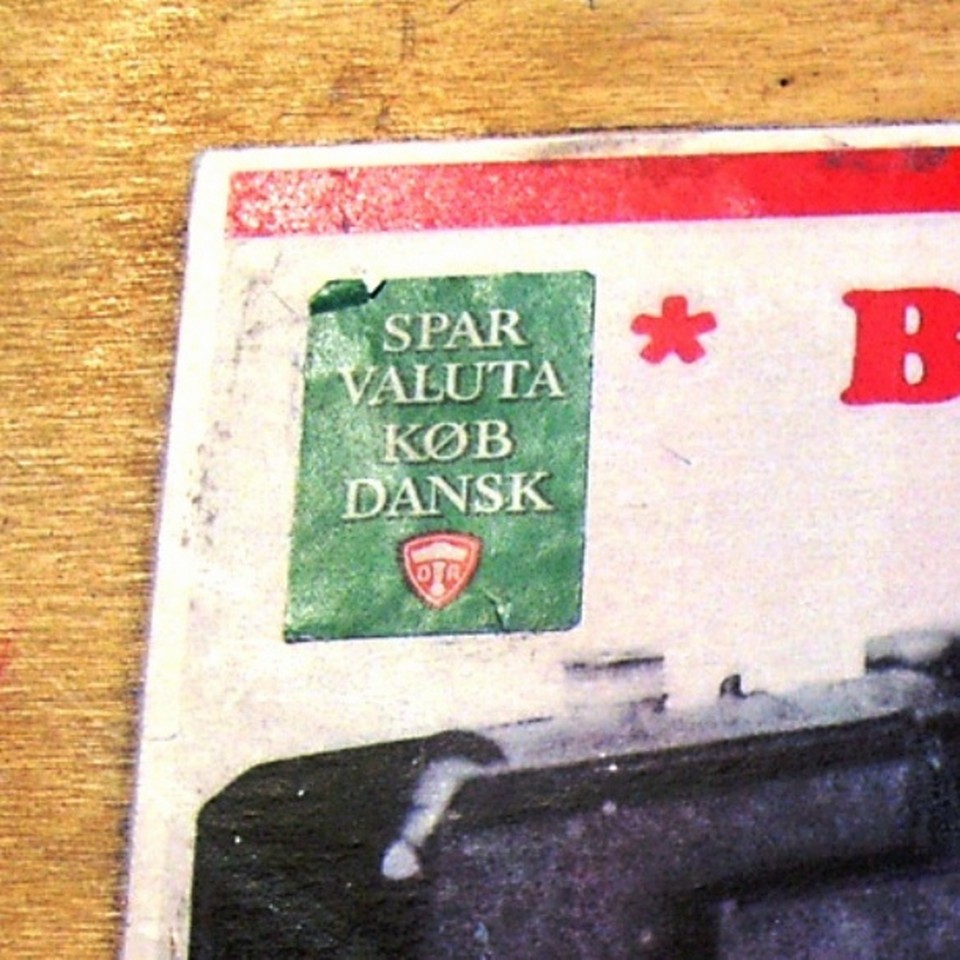 SPAR
VALUTA
KØB
DANSK
* B